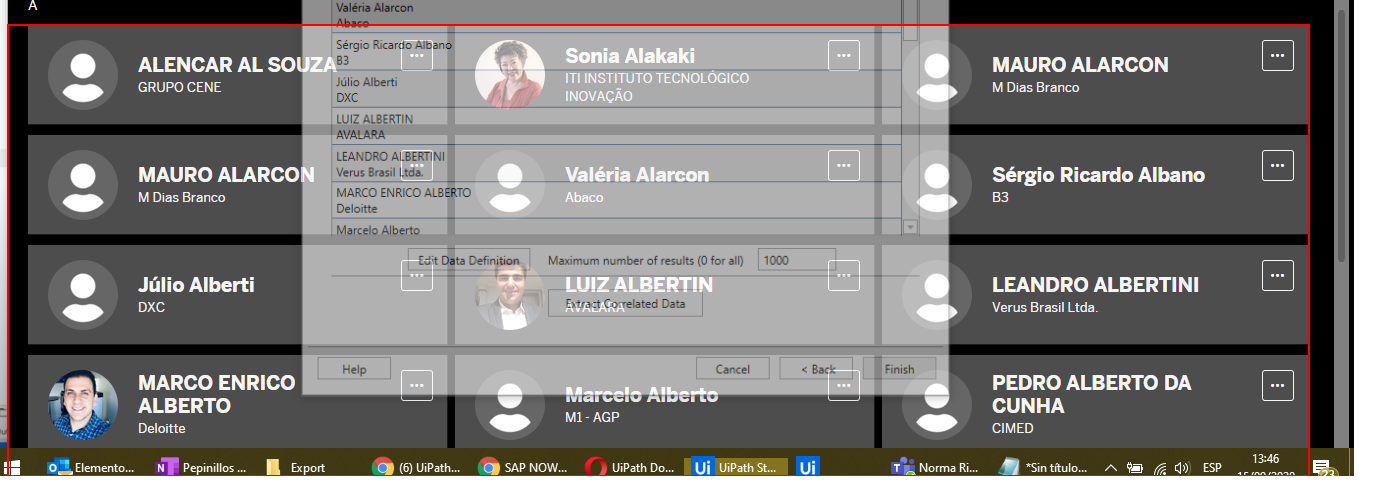 A
ALENCAR AL SOUZA
GRUPO CENE
...
Sonia Alakaki
ITI INSTITUTO TECNOLÓGICO
INOVAÇÃO
...
MAURO ALARCON
M Dias Branco
...
MAURO ALARCON
M Dias Branco
...
Valéria Alarcon
Abaco
...
Sérgio Ricardo Albano
B3
...
Júlio Alberti
DXC
...
LUIZ ALBERTIN
AVALARA
...
LEANDRO ALBERTINI
Verus Brasil Ltda.
...
MARCO ENRICO
ALBERTO
Deloitte
...
Marcelo Alberto
M1 - AGP
...
PEDRO ALBERTO DA
CUNHA
CIMED
...
Valéria Alarcon
Abaco
Sérgio Ricardo Albano
B3
Júlio Alberti
DXC
LUIZ ALBERTIN
AVALARA
LEANDRO ALBERTINI
Verus Brasil Ltda.
MARCO ENRICO ALBERTO
Deloitte
Marcelo Alberto
Edit Data Definition
Maximum number of results (0 for all)
1000
Extract Correlated Data
Help
Cancel
< Back
Finish
Elemento...
Pepinillos ...
Export
(6) UiPath...
SAP NOW...
UiPath Do...
Ui
UiPath St...
Ui
Norma Ri...
*Sin título...
ESP
13:46
23